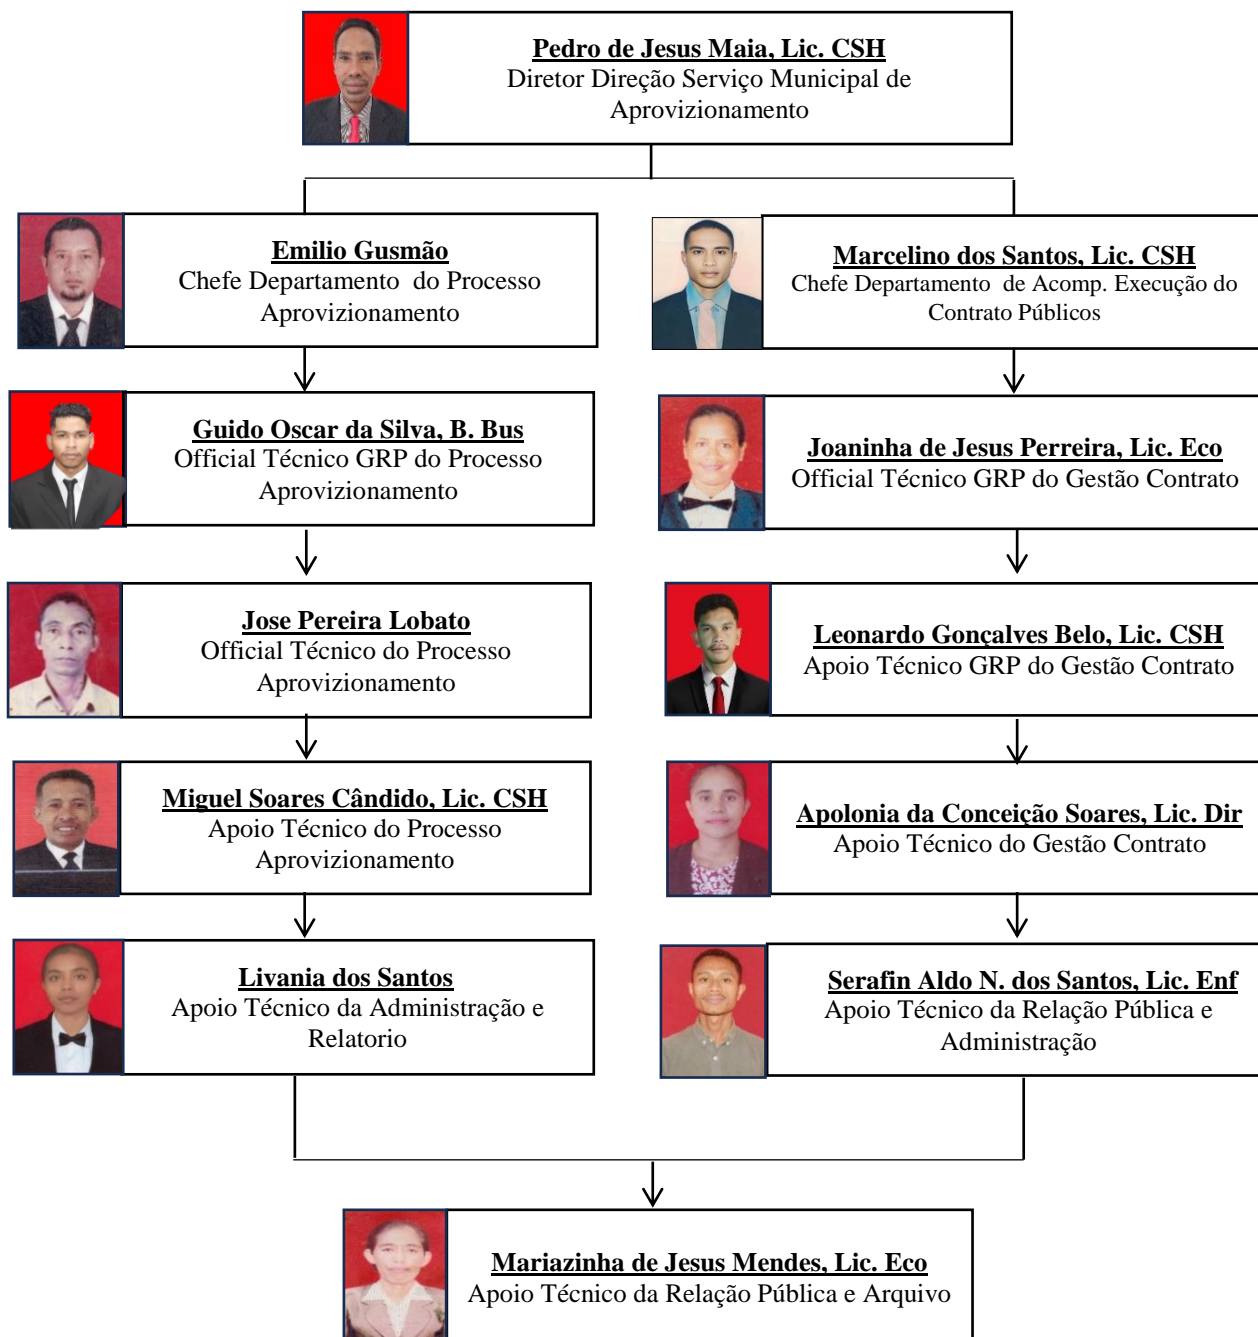 Pedro de Jesus Maia, Lic. CSH
Diretor Direção Serviço Municipal de
Aprovizionamento
Emilio Gusmão
Chefe Departamento do Processo
Aprovizionamento
Marcelino dos Santos, Lic. CSH
Chefe Departamento de Acomp. Execução do
Contrato Públicos
Guido Oscar da Silva, B. Bus
Official Técnico GRP do Processo
Aprovizionamento
Joaninha de Jesus Perreira, Lic. Eco
Official Técnico GRP do Gestão Contrato
Jose Pereira Lobato
Official Técnico do Processo
Aprovizionamento
Leonardo Gonçalves Belo, Lic. CSH
Apoio Técnico GRP do Gestão Contrato
Miguel Soares Cândido, Lic. CSH
Apoio Técnico do Processo
Aprovizionamento
Apolonia da Conceição Soares, Lic. Dir
Apoio Técnico do Gestão Contrato
Livania dos Santos
Apoio Técnico da Administração e
Relatorio
Serafin Aldo N. dos Santos, Lic. Enf
Apoio Técnico da Relação Pública e
Administração
Mariazinha de Jesus Mendes, Lic. Eco
Apoio Técnico da Relação Pública e Arquivo